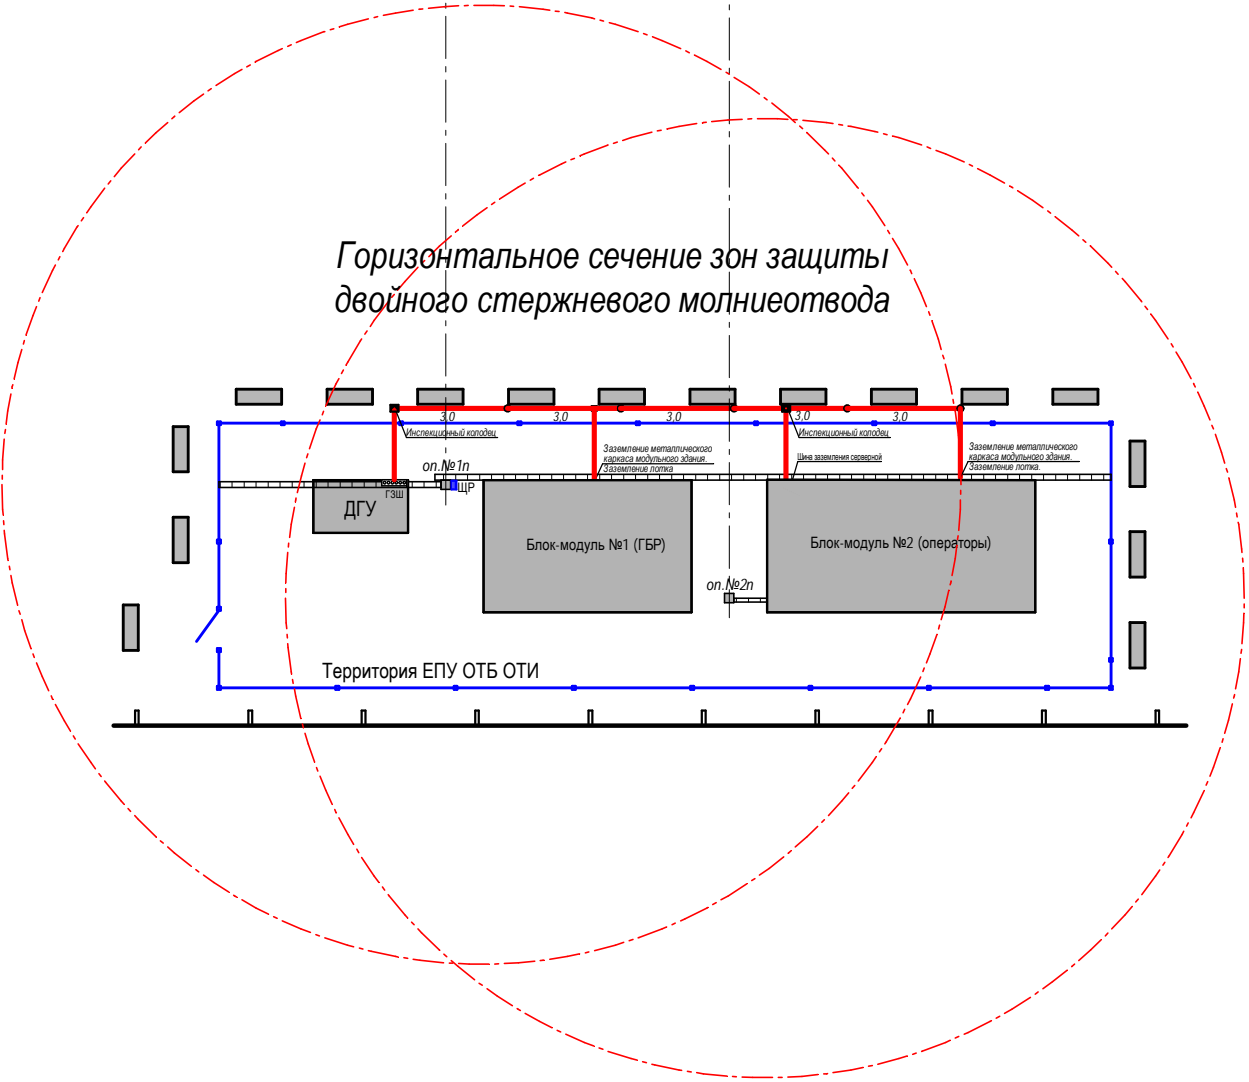 Горизонтальное сечение зон защиты
двойного стержневого молниеотвода
3,0
3,0
3,0
3,0
3,0
Инспекционный колодец
Инспекционный колодец
Заземление металлического
каркаса модульного здания.
Заземление лотка
Шина заземления серверной
Заземление металлического
каркаса модульного здания.
Заземление лотка.
оп.№1п
ГЗШ
ЩР
ДГУ
Блок-модуль №1 (ГБР)
Блок-модуль №2 (операторы)
оп.№2п
Территория ЕПУ ОТБ ОТИ